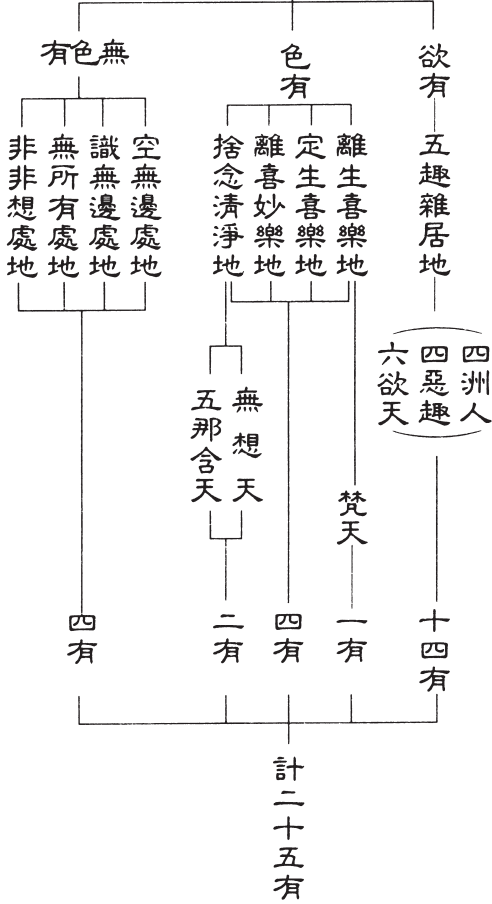 欲有
色有
無色有
五趣雜居地
離生喜樂地
定生喜樂地
離喜妙樂地
捨念清淨地
空無邊處地
識無邊處地
無所有處地
非非想處地
四洲人
四惡趣
六欲天
無想天
五那含天
梵天
十四有
一有
四有
二有
四有
計二十五有